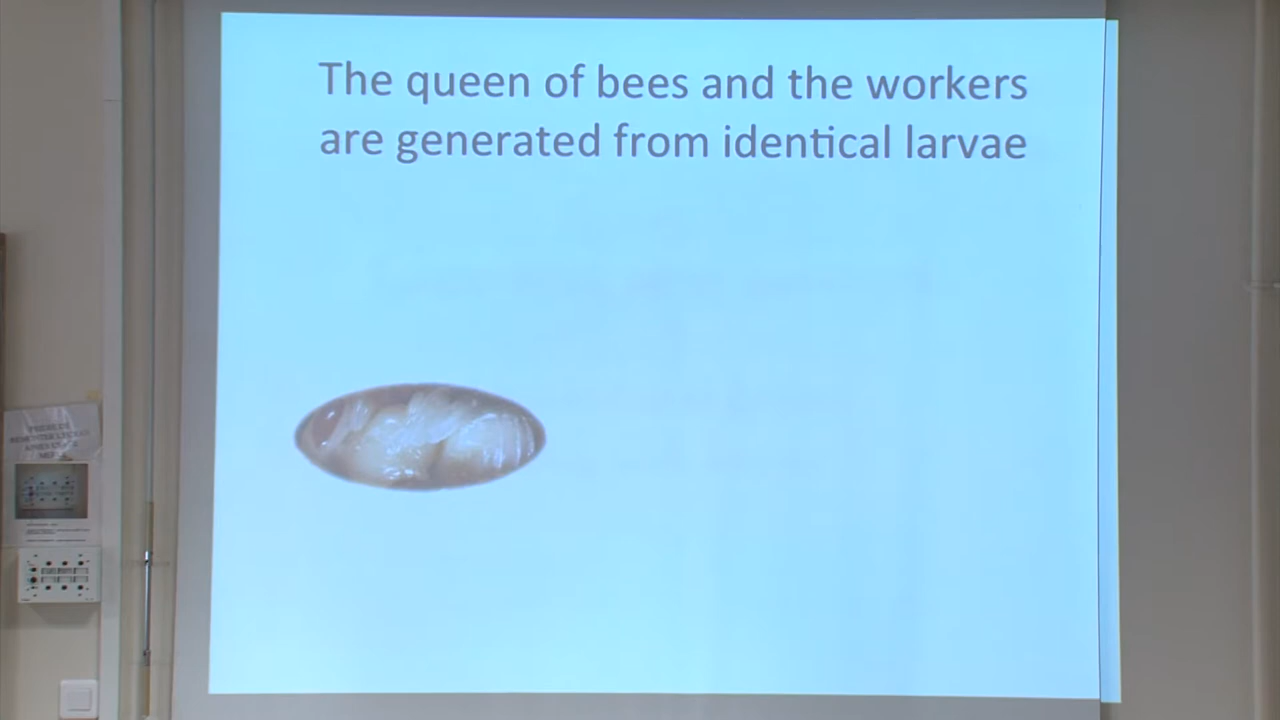 The queen of bees and the workers
are generated from identical larvae